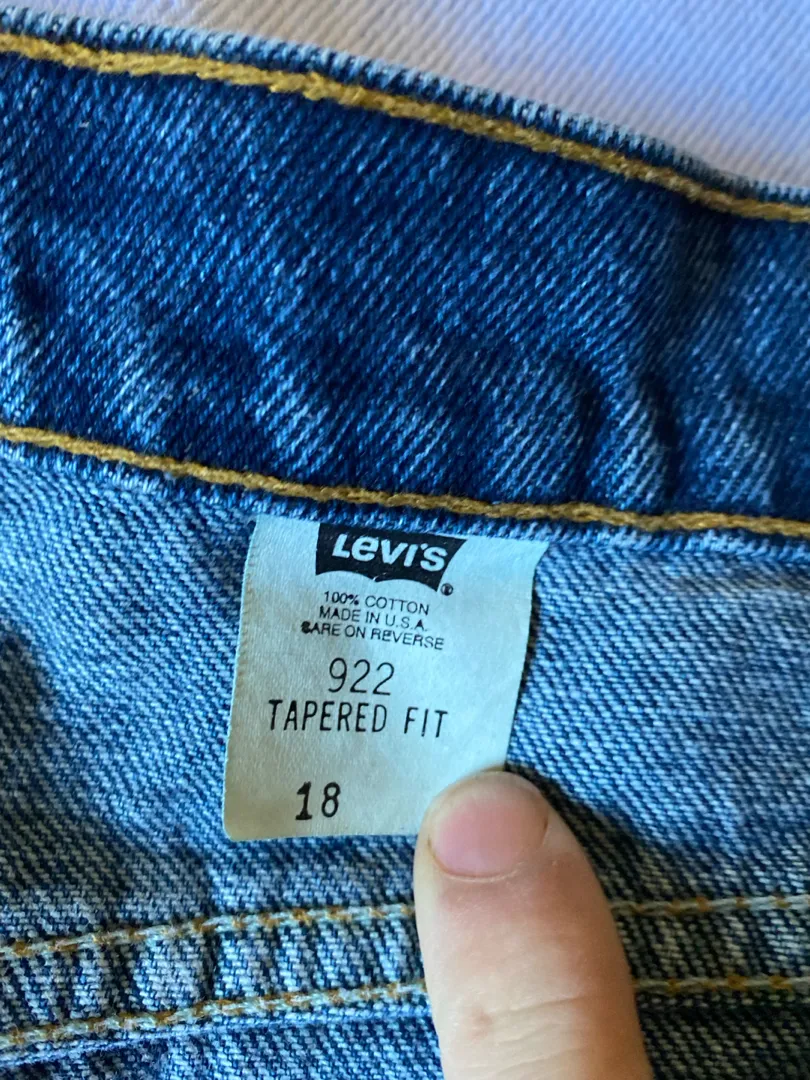 LEVI'S ®
100% COTTON
MADE IN U.S.A.
CARE ON REVERSE
922
TAPERED FIT
18